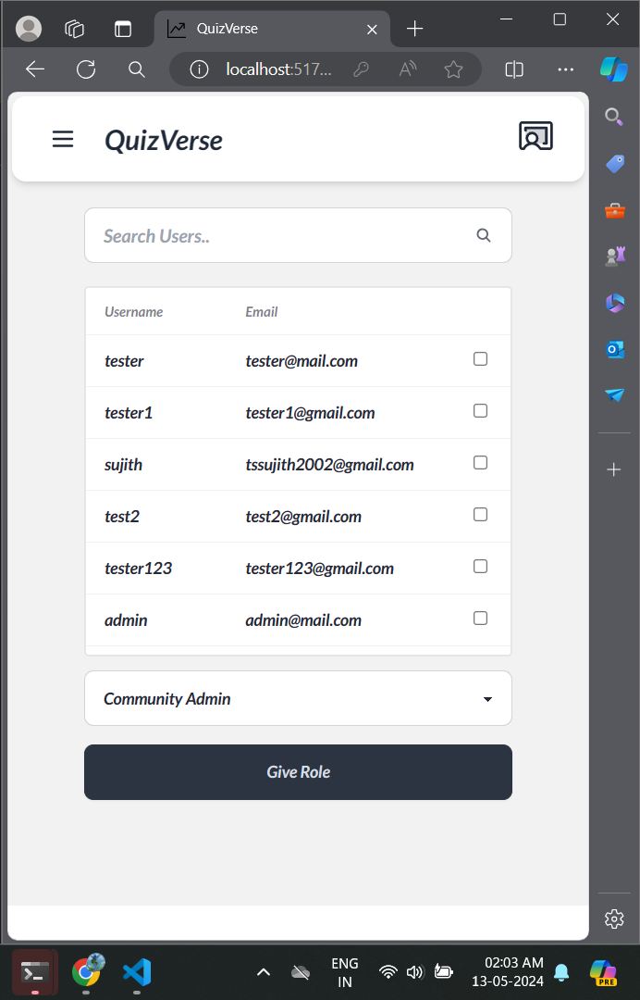 QuizVerse
localhost:517...
QuizVerse
Search Users..
Username Email
tester tester@mail.com
tester1 tester1@gmail.com
sujith tssujith2002@gmail.com
test2 test2@gmail.com
tester123 tester123@gmail.com
admin admin@mail.com
Community Admin
Give Role
ENG
IN
02:03 AM
13-05-2024
PRE